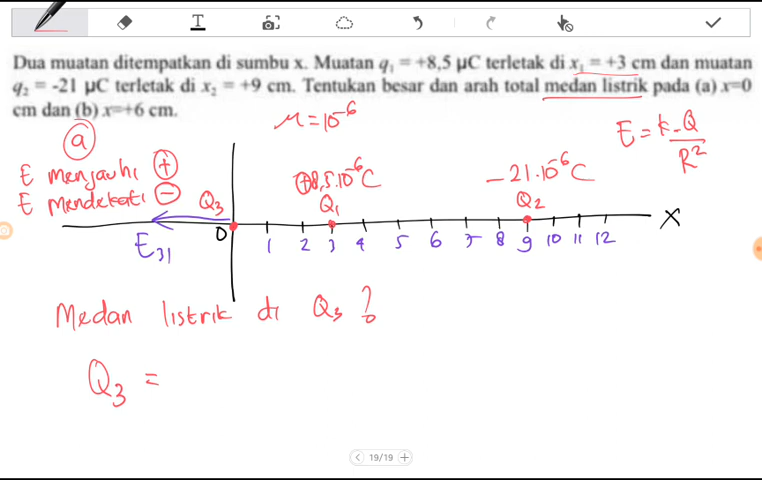 T
Dua muatan ditempatkan di sumbu x. Muatan q₁ = +8,5 μC terletak di x₁ = +3 cm dan muatan
q₂ = -21 μC terletak di x₂ = +9 cm. Tentukan besar dan arah total medan listrik pada (a) x=0
cm dan (b) x=+6 cm.
a
μ = 10⁻⁶
E = k.Q / R²
E menjauhi +
E Mendekati −
Q₃
+8,5.10⁻⁶C
Q₁
-21.10⁻⁶C
Q₂
X
0 1 2 3 4 5 6 7 8 9 10 11 12
E₃₁
Medan listrik di Q₃ ?
Q₃ =
19/19